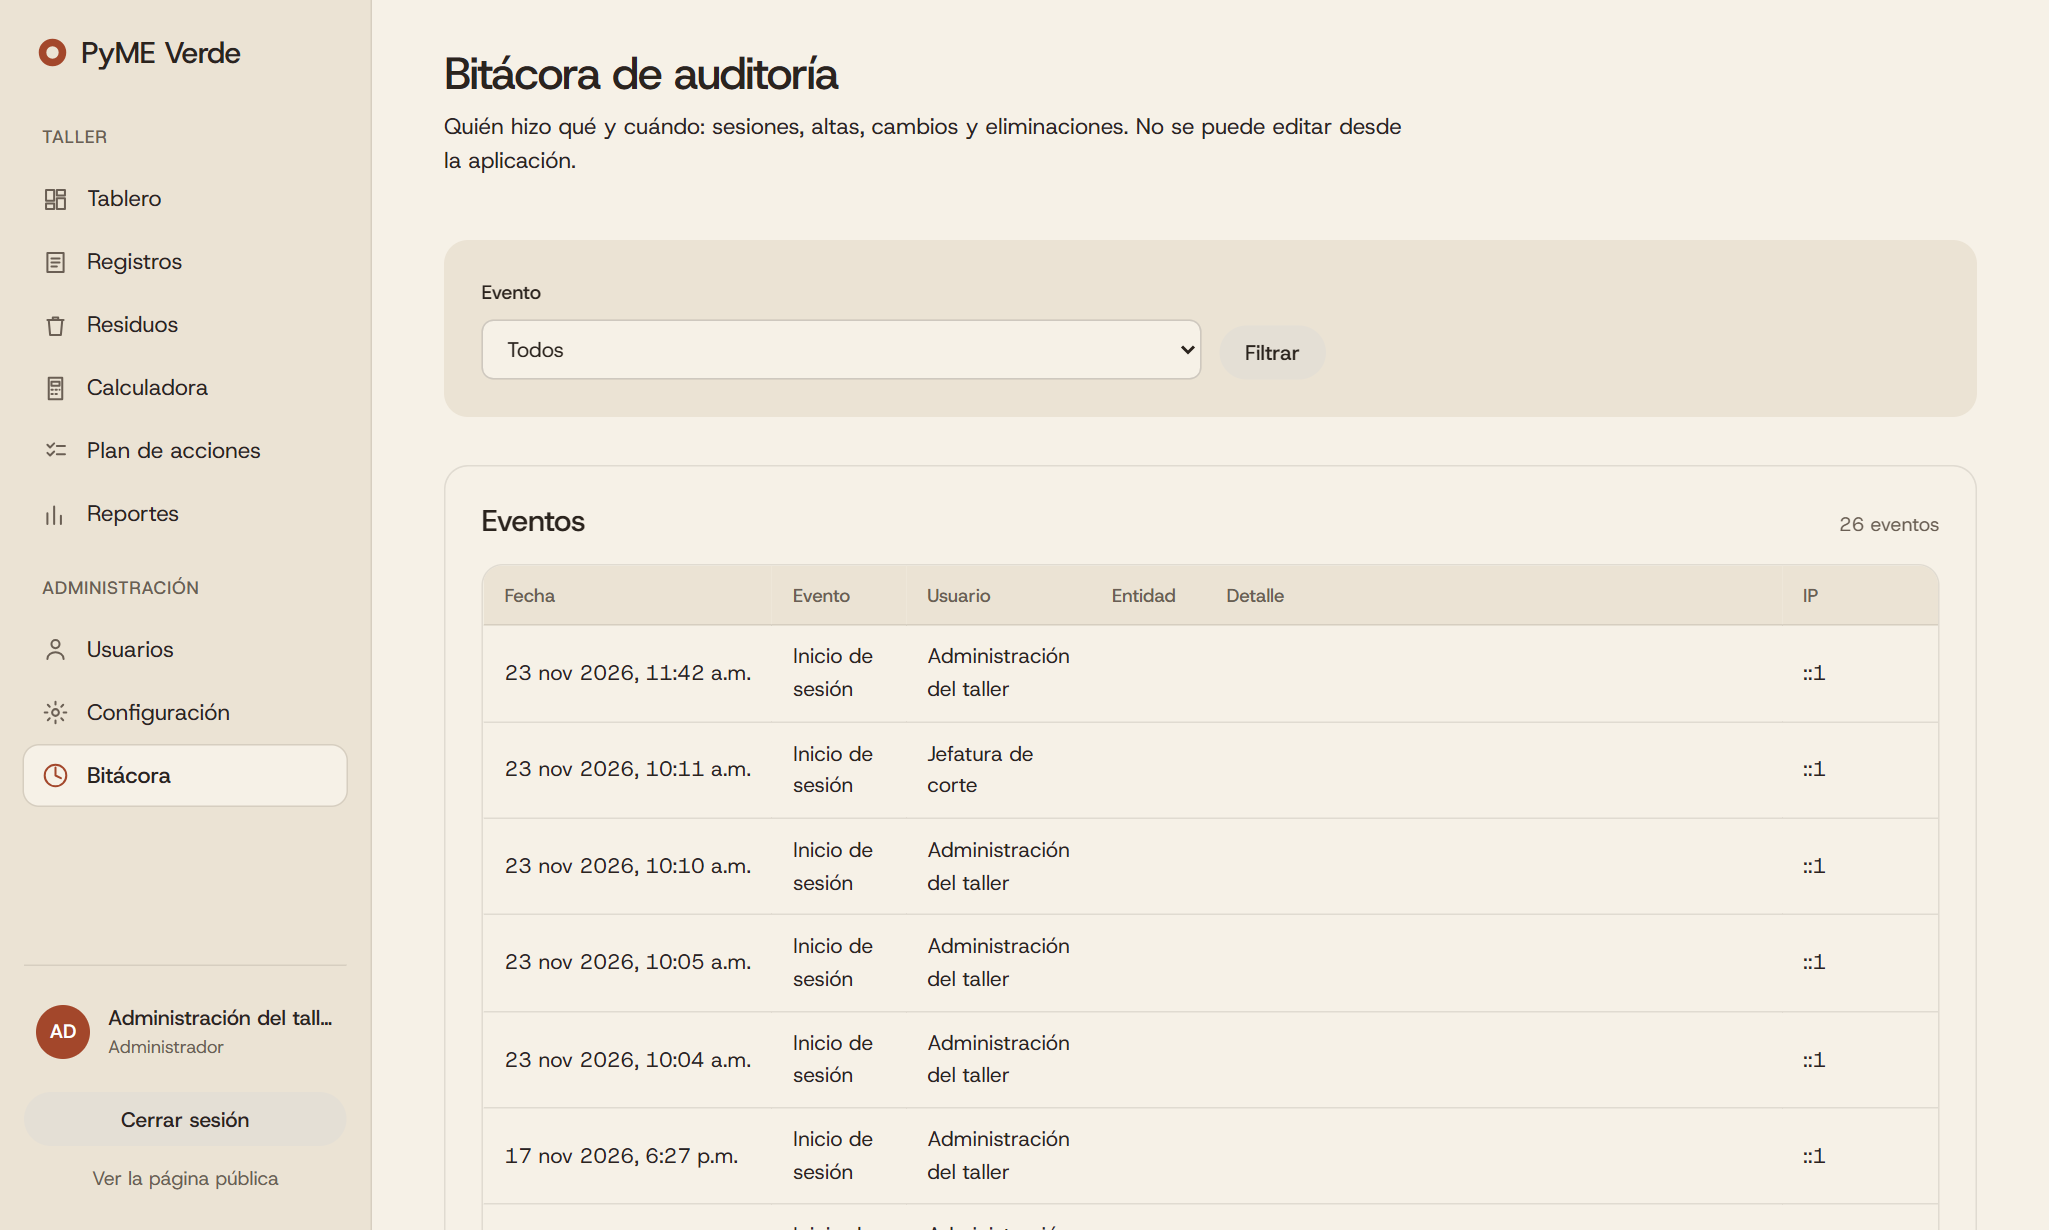 PyME Verde
TALLER
Tablero
Registros
Residuos
Calculadora
Plan de acciones
Reportes
ADMINISTRACIÓN
Usuarios
Configuración
Bitácora
AD
Administración del tall...
Administrador
Cerrar sesión
Ver la página pública
Bitácora de auditoría
Quién hizo qué y cuándo: sesiones, altas, cambios y eliminaciones. No se puede editar desde
la aplicación.
Evento
Todos
Filtrar
Eventos
26 eventos
Fecha Evento Usuario Entidad Detalle IP
23 nov 2026, 11:42 a.m. Inicio de sesión Administración del taller ::1
23 nov 2026, 10:11 a.m. Inicio de sesión Jefatura de corte ::1
23 nov 2026, 10:10 a.m. Inicio de sesión Administración del taller ::1
23 nov 2026, 10:05 a.m. Inicio de sesión Administración del taller ::1
23 nov 2026, 10:04 a.m. Inicio de sesión Administración del taller ::1
17 nov 2026, 6:27 p.m. Inicio de sesión Administración del taller ::1